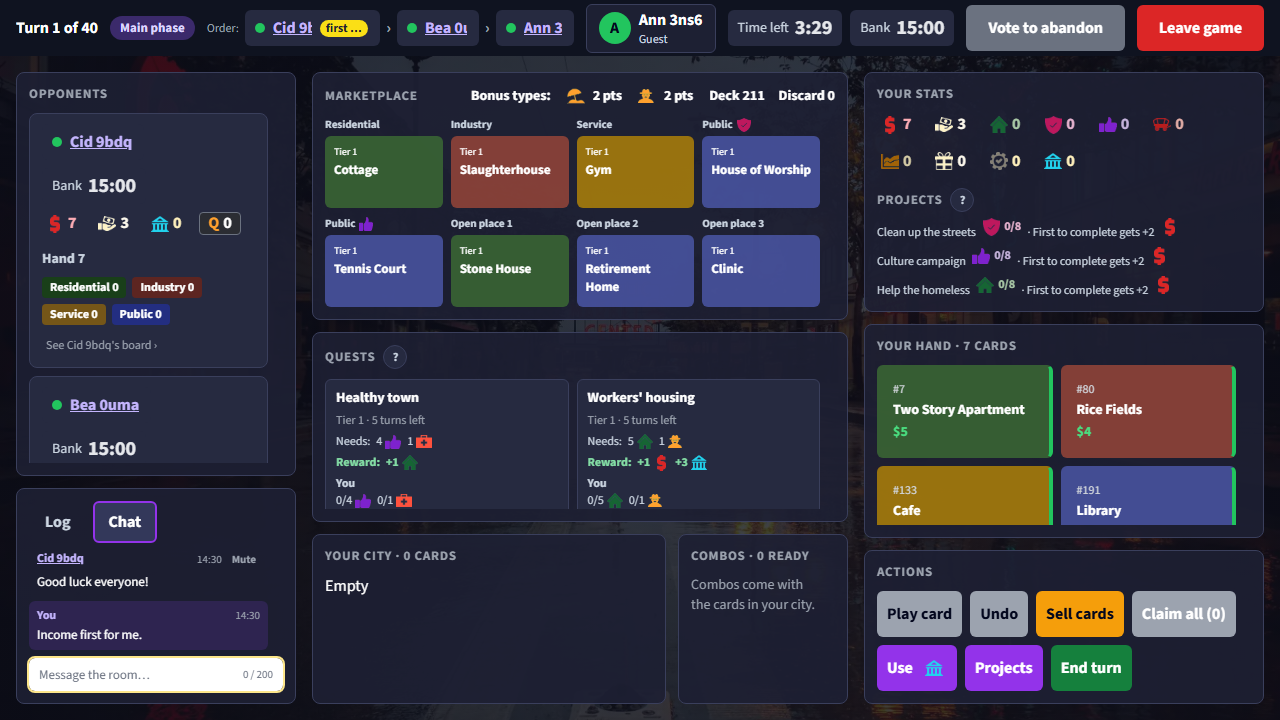 Turn 1 of 40
Main phase
Order:
first ...
›
›
Ann 3
A
Ann 3ns6
Guest
Time left 3:29
Bank 15:00
Vote to abandon
Leave game
OPPONENTS
Cid 9bdq
Bank 15:00
7 3 0 Q 0
Hand 7
Residential 0 Industry 0
Service 0 Public 0
See Cid 9bdq's board ›
Bea 0uma
Bank 15:00
Log Chat
Cid 9bdq 14:30 Mute
Good luck everyone!
You 14:30
Income first for me.
Message the room… 0 / 200
MARKETPLACE Bonus types: 2 pts 2 pts Deck 211 Discard 0
Residential Industry Service Public
Tier 1 Tier 1 Tier 1 Tier 1
Cottage Slaughterhouse Gym House of Worship
Public Open place 1 Open place 2 Open place 3
Tier 1 Tier 1 Tier 1 Tier 1
Tennis Court Stone House Retirement Clinic
Home
QUESTS ?
Healthy town
Tier 1 · 5 turns left
Needs: 4 1
Reward: +1
You
0/4 0/1
Workers' housing
Tier 1 · 5 turns left
Needs: 5 1
Reward: +1 +3
You
0/5 0/1
YOUR CITY · 0 CARDS
Empty
COMBOS · 0 READY
Combos come with
the cards in your city.
YOUR STATS
7 3 0 0 0 0
0 0 0 0
PROJECTS ?
Clean up the streets 0/8 · First to complete gets +2
Culture campaign 0/8 · First to complete gets +2
Help the homeless 0/8 · First to complete gets +2
YOUR HAND · 7 CARDS
#7
Two Story Apartment
$5
#80
Rice Fields
$4
#133
Cafe
#191
Library
ACTIONS
Play card Undo Sell cards Claim all (0)
Use Projects End turn